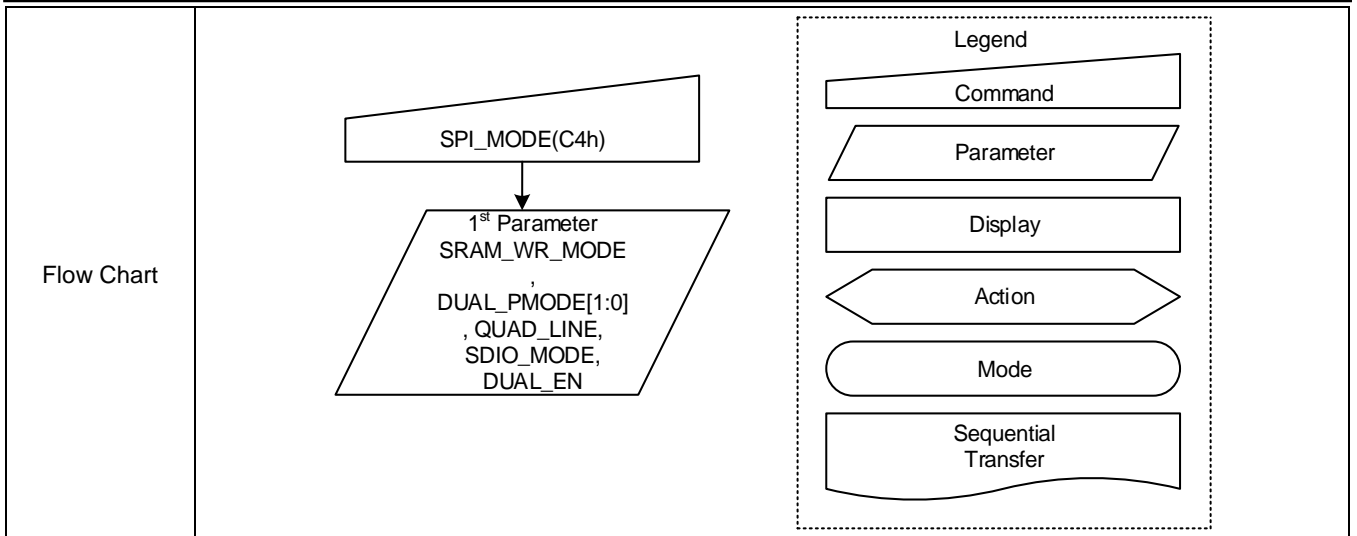 Flow Chart
SPI_MODE(C4h)
1st Parameter
SRAM_WR_MODE
,
DUAL_PMODE[1:0]
, QUAD_LINE,
SDIO_MODE,
DUAL_EN
Legend
Command
Parameter
Display
Action
Mode
Sequential
Transfer